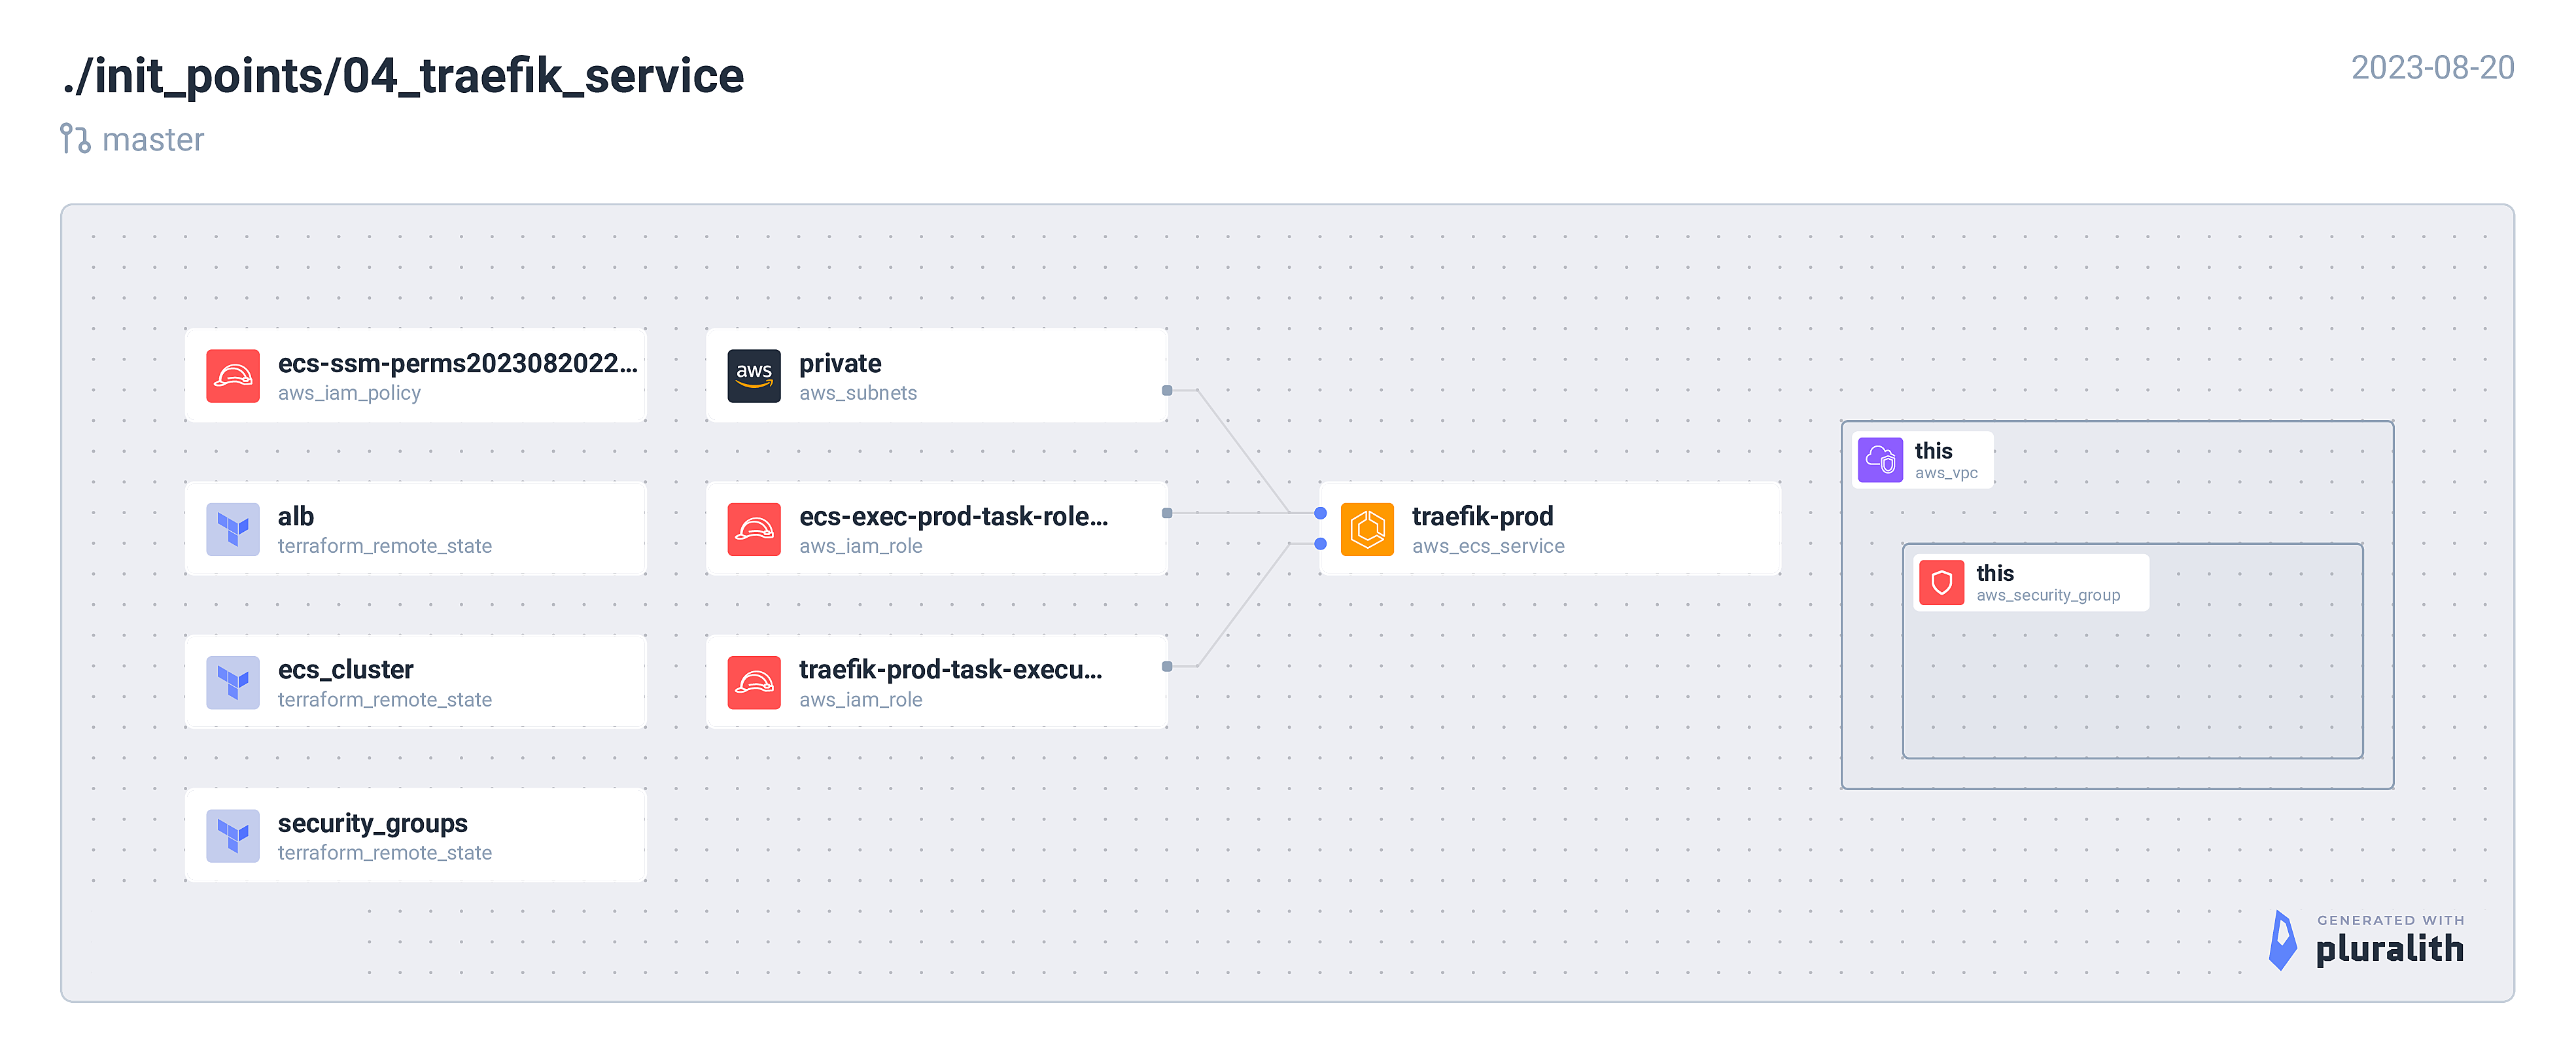 ./init_points/04_traefik_service
2023-08-20
master
ecs-ssm-perms2023082022...
aws_iam_policy
private
aws_subnets
this
aws_vpc
alb
terraform_remote_state
ecs-exec-prod-task-role...
aws_iam_role
traefik-prod
aws_ecs_service
this
aws_security_group
ecs_cluster
terraform_remote_state
traefik-prod-task-execu...
aws_iam_role
security_groups
terraform_remote_state
aws
GENERATED WITH
pluralith